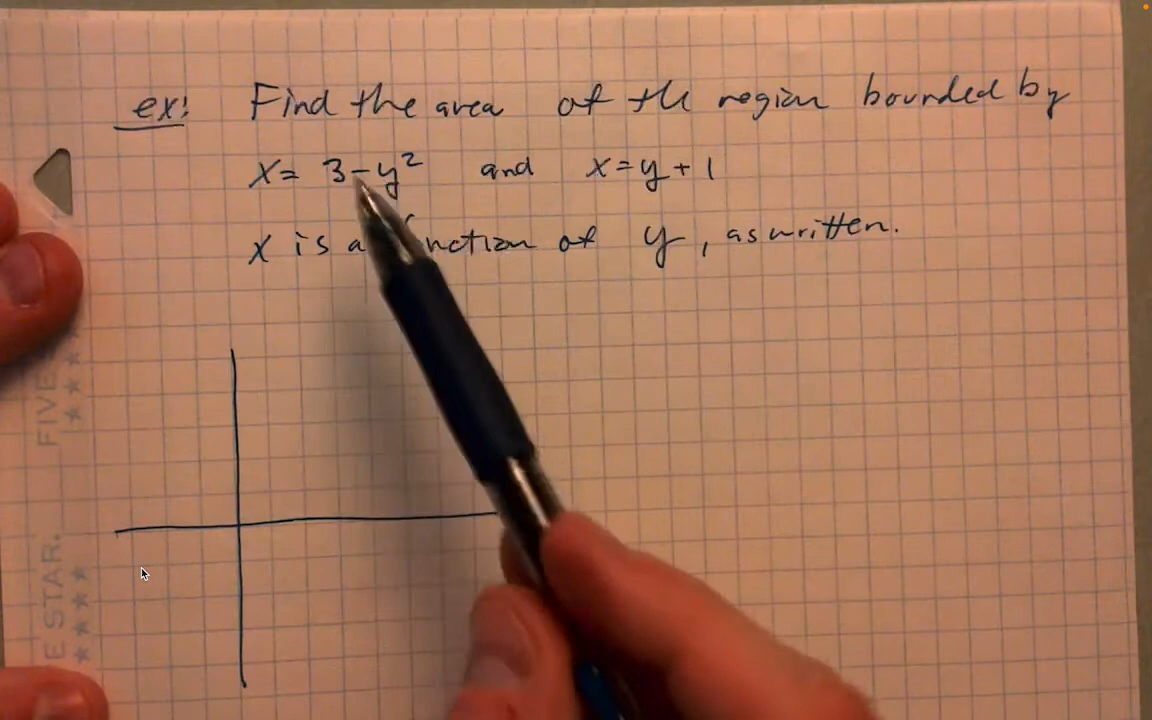 ex: Find the area of the region bounded by
x = 3 - y² and x = y + 1
x is a function of y, as written.
FIVE STAR.